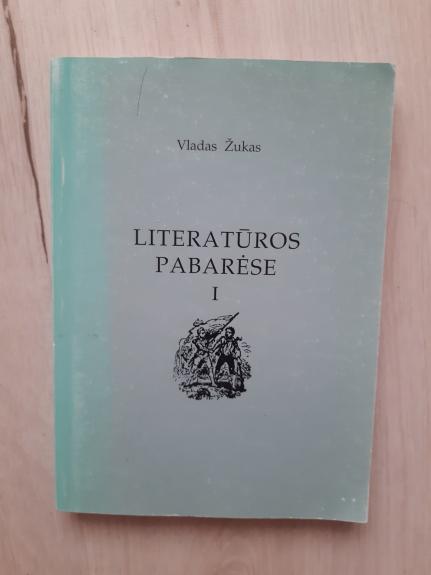 Vladas Žukas
LITERATŪROS
PABARĖSE
I